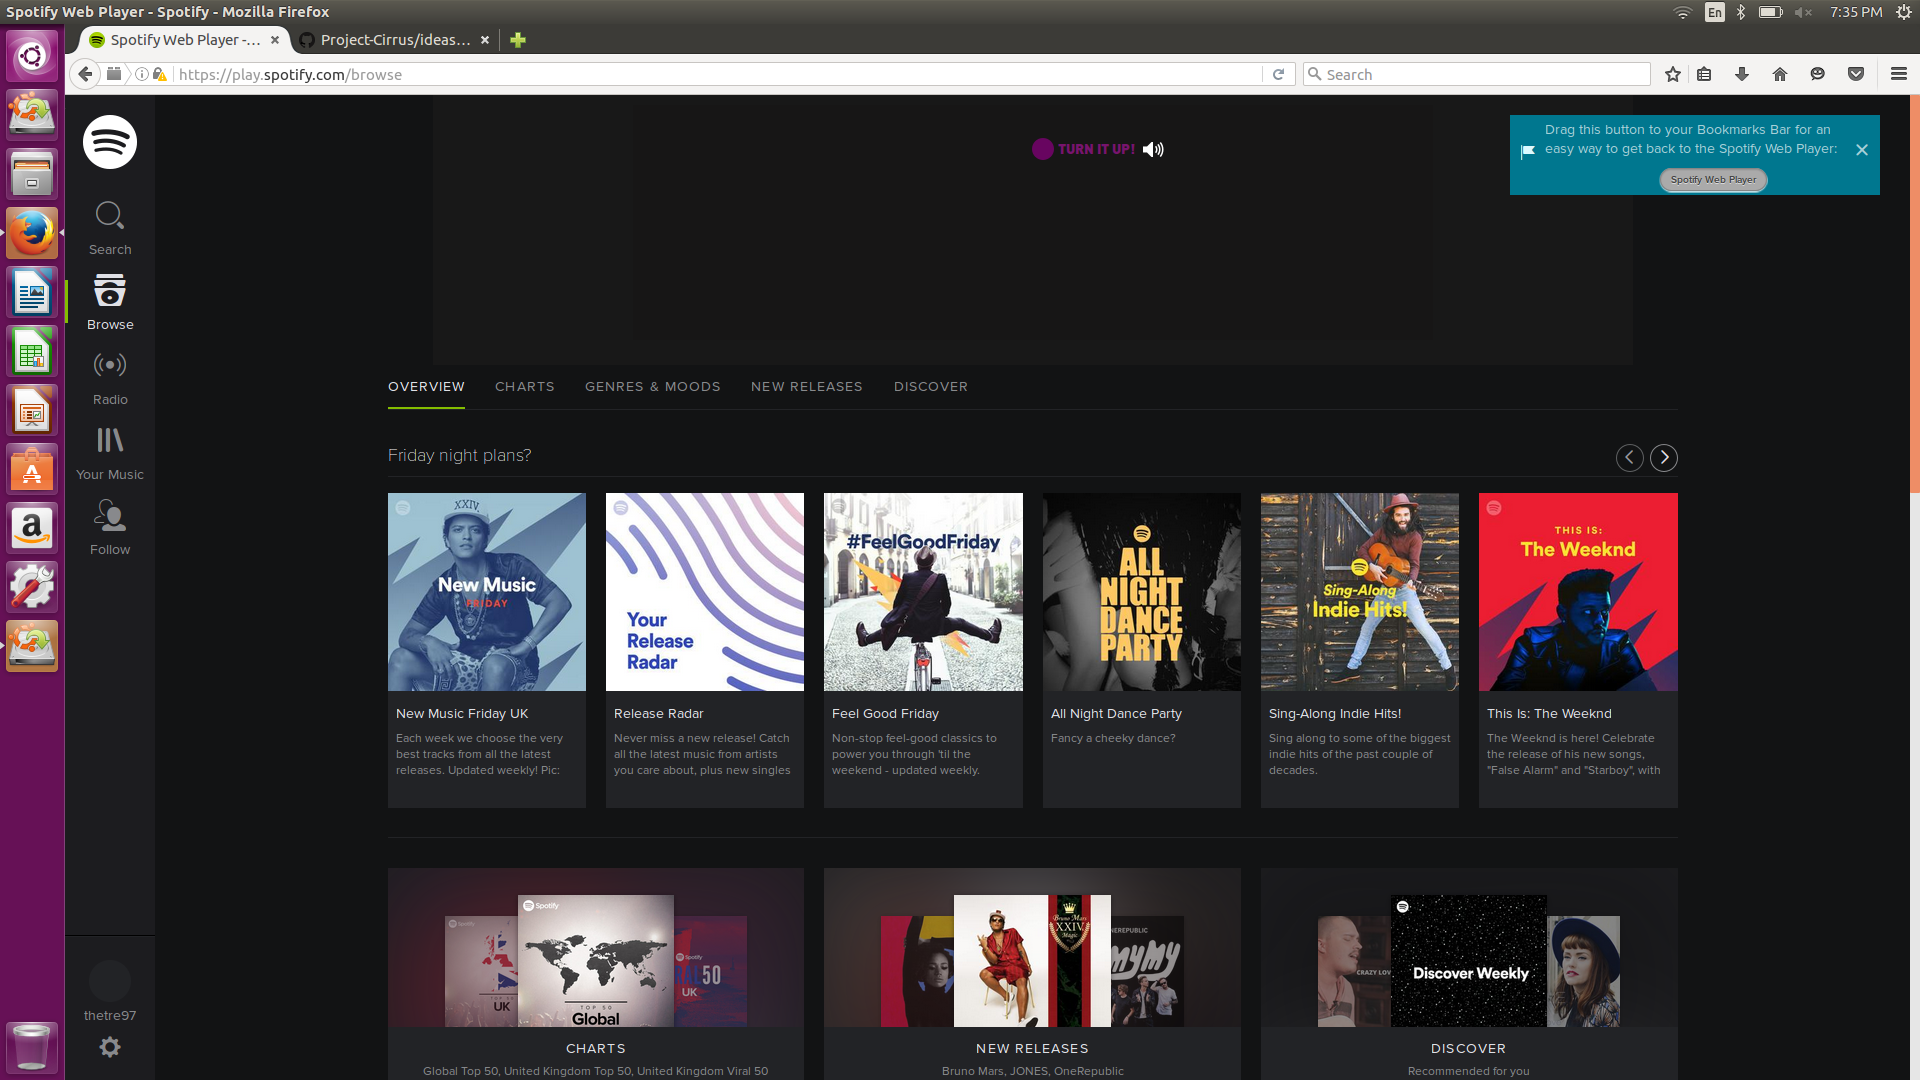 Spotify Web Player - Spotify - Mozilla Firefox
En
7:35 PM
Spotify Web Player -...
Project-Cirrus/ideas...
https://play.spotify.com/browse
Search
TURN IT UP!
Drag this button to your Bookmarks Bar for an
easy way to get back to the Spotify Web Player:
Spotify Web Player
Search
Browse
Radio
Your Music
Follow
OVERVIEW
CHARTS
GENRES & MOODS
NEW RELEASES
DISCOVER
Friday night plans?
XXIV.
New Music
FRIDAY
Your
Release
Radar
#FeelGoodFriday
ALL
NIGHT
DANCE
PARTY
Sing-Along
Indie Hits!
THIS IS:
The Weeknd
New Music Friday UK
Each week we choose the very
best tracks from all the latest
releases. Updated weekly! Pic:
Release Radar
Never miss a new release! Catch
all the latest music from artists
you care about, plus new singles
Feel Good Friday
Non-stop feel-good classics to
power you through 'til the
weekend - updated weekly.
All Night Dance Party
Fancy a cheeky dance?
Sing-Along Indie Hits!
Sing along to some of the biggest
indie hits of the past couple of
decades.
This Is: The Weeknd
The Weeknd is here! Celebrate
the release of his new songs,
"False Alarm" and "Starboy", with
Spotify
UK
Spotify
TOP 50
Global
Spotify
50
UK
Bruno Mars
XXIV
Magic
NEREPUBLIC
mymy
CRAZY LOV
Discover Weekly
CHARTS
Global Top 50, United Kingdom Top 50, United Kingdom Viral 50
NEW RELEASES
Bruno Mars, JONES, OneRepublic
DISCOVER
Recommended for you
thetre97